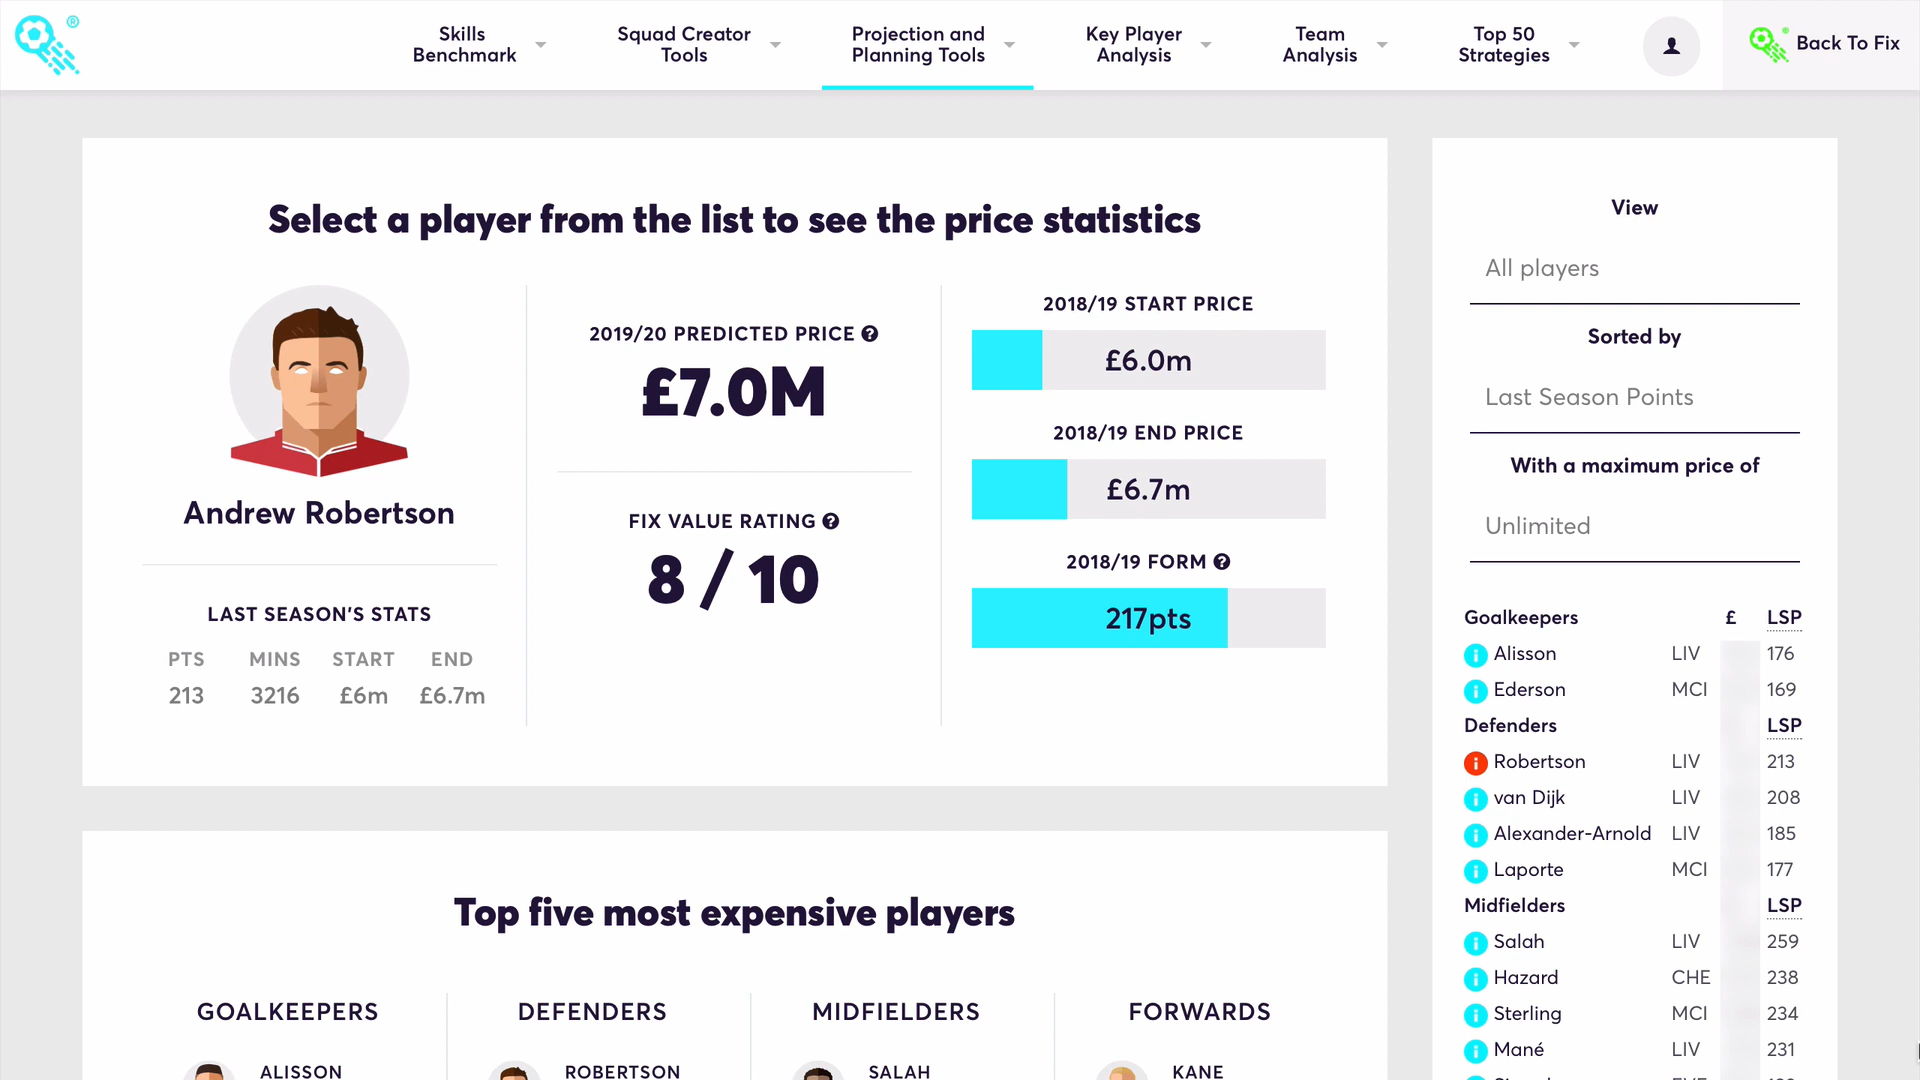 Skills Benchmark
Squad Creator Tools
Projection and Planning Tools
Key Player Analysis
Team Analysis
Top 50 Strategies
Back To Fix
Select a player from the list to see the price statistics
Andrew Robertson
LAST SEASON'S STATS
PTS MINS START END
213 3216 £6m £6.7m
2019/20 PREDICTED PRICE
£7.0M
FIX VALUE RATING
8 / 10
2018/19 START PRICE
£6.0m
2018/19 END PRICE
£6.7m
2018/19 FORM
217pts
Top five most expensive players
GOALKEEPERS DEFENDERS MIDFIELDERS FORWARDS
ALISSON ROBERTSON SALAH KANE
View
All players
Sorted by
Last Season Points
With a maximum price of
Unlimited
Goalkeepers £ LSP
Alisson LIV 176
Ederson MCI 169
Defenders LSP
Robertson LIV 213
van Dijk LIV 208
Alexander-Arnold LIV 185
Laporte MCI 177
Midfielders LSP
Salah LIV 259
Hazard CHE 238
Sterling MCI 234
Mané LIV 231